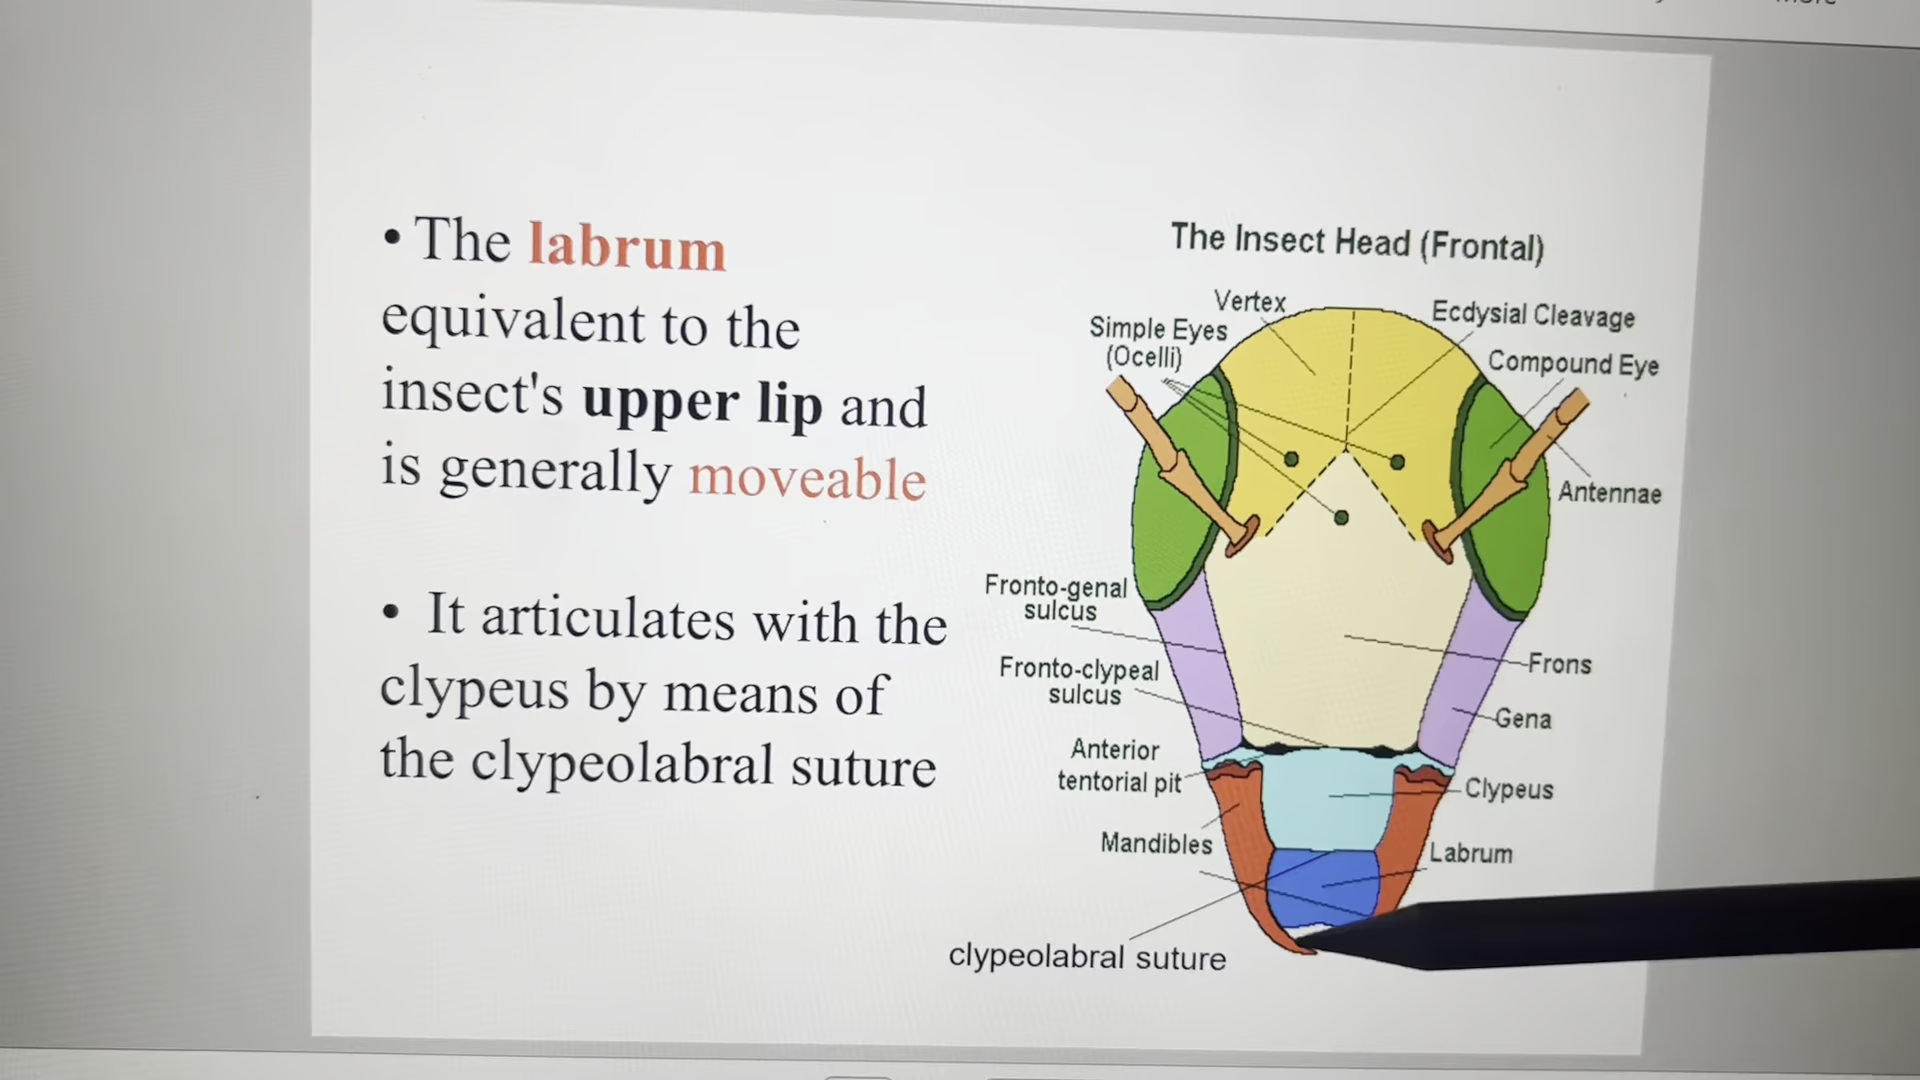 • The labrum
equivalent to the
insect's upper lip and
is generally moveable
• It articulates with the
clypeus by means of
the clypeolabral suture
The Insect Head (Frontal)
Vertex
Ecdysial Cleavage
Simple Eyes
(Ocelli)
Compound Eye
Antennae
Fronto-genal
sulcus
Frons
Fronto-clypeal
sulcus
Gena
Anterior
tentorial pit
Clypeus
Mandibles
Labrum
clypeolabral suture